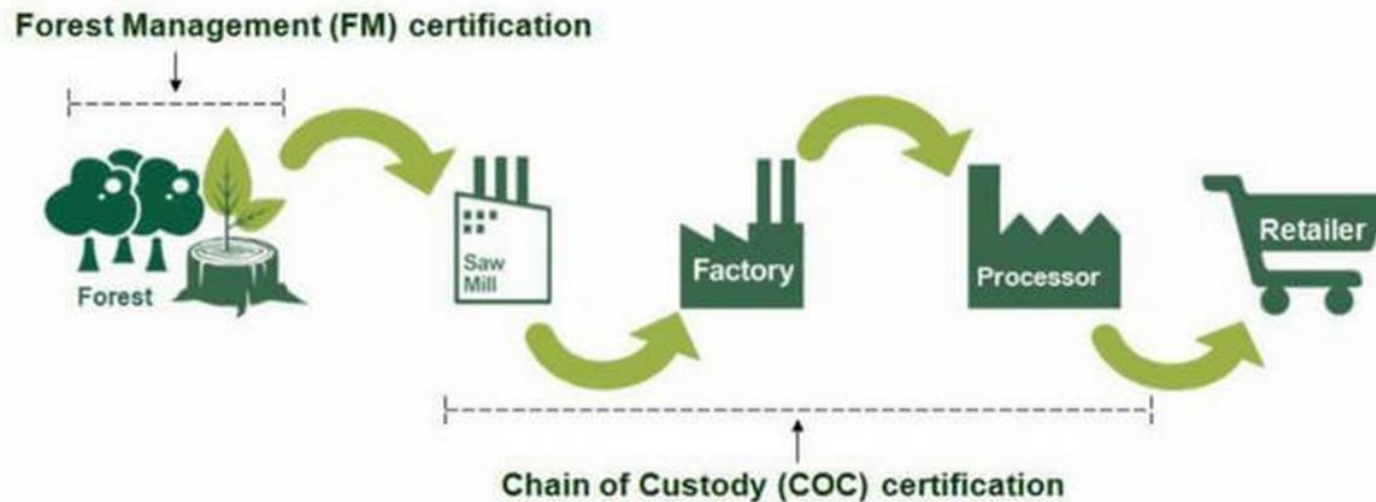 Forest Management (FM) certification
Forest
Saw
Mill
Factory
Processor
Retailer
Chain of Custody (COC) certification